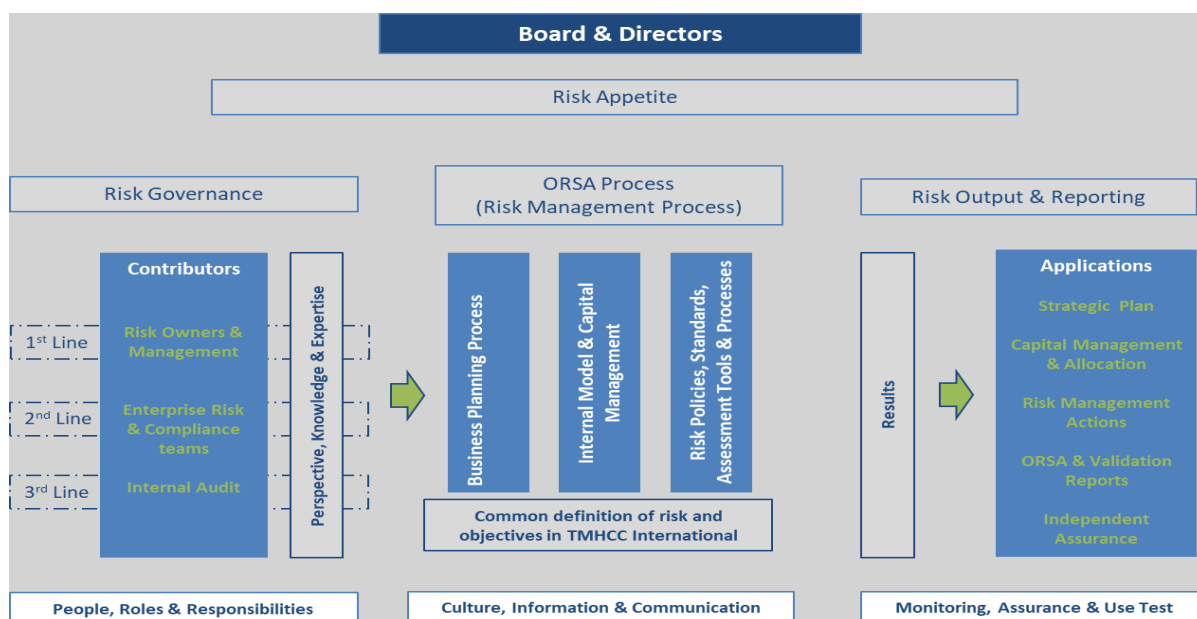 Board & Directors
Risk Appetite
Risk Governance
ORSA Process
(Risk Management Process)
Risk Output & Reporting
Contributors
1st Line
Risk Owners &
Management
2nd Line
Enterprise Risk
& Compliance
teams
3rd Line
Internal Audit
Perspective, Knowledge & Expertise
Business Planning Process
Internal Model & Capital
Management
Risk Policies, Standards,
Assessment Tools & Processes
Common definition of risk and
objectives in TMHCC International
Results
Applications
Strategic Plan
Capital Management
& Allocation
Risk Management
Actions
ORSA & Validation
Reports
Independent
Assurance
People, Roles & Responsibilities
Culture, Information & Communication
Monitoring, Assurance & Use Test